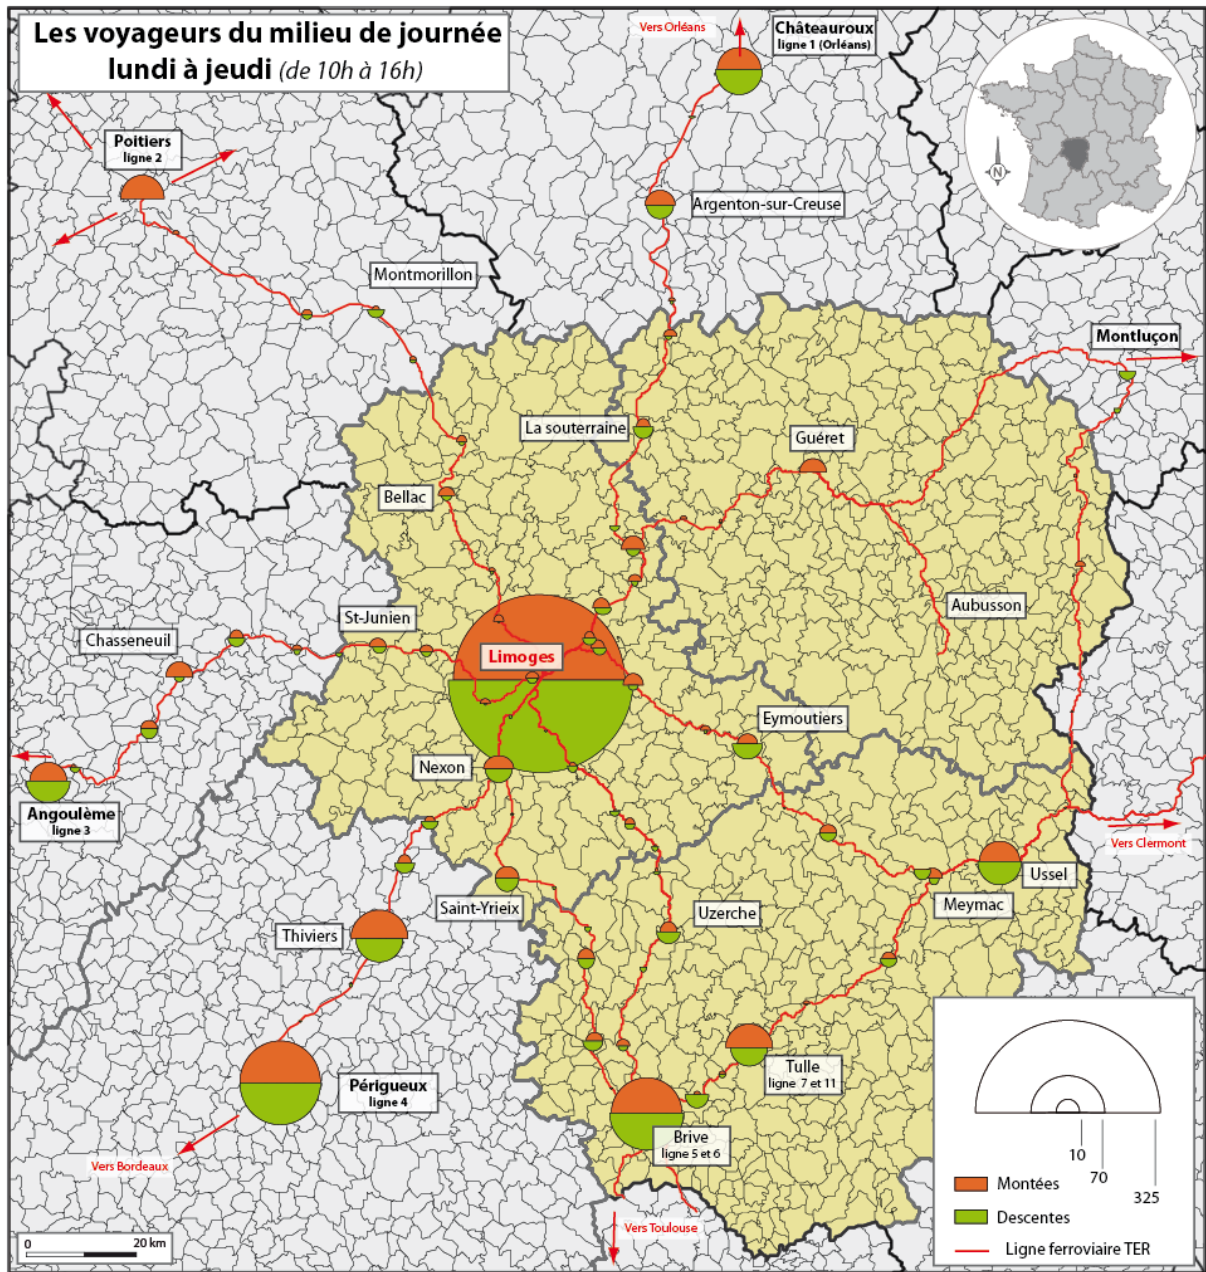 Les voyageurs du milieu de journée
lundi à jeudi (de 10h à 16h)
Vers Orléans
Châteauroux
ligne 1 (Orléans)
N
Poitiers
ligne 2
Argenton-sur-Creuse
Montmorillon
Montluçon
La souterraine
Guéret
Bellac
Aubusson
St-Junien
Chasseneuil
Limoges
Eymoutiers
Nexon
Angoulème
ligne 3
Vers Clermont
Ussel
Meymac
Saint-Yrieix
Uzerche
Thiviers
Tulle
ligne 7 et 11
Périgueux
ligne 4
Brive
ligne 5 et 6
Vers Bordeaux
Vers Toulouse
10
70
325
Montées
Descentes
Ligne ferroviaire TER
0 20 km